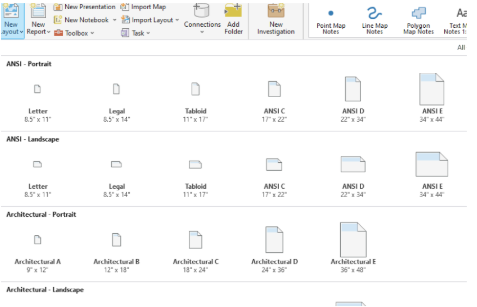 New Presentation Import Map
New Notebook Import Layout
New New Connections Add New Point Map Line Map Polygon
ayout Report Toolbox Task Folder Investigation Notes Notes Map Notes Notes
All
ANSI - Portrait
Letter Legal Tabloid ANSI C ANSI D ANSI E
8.5" x 11" 8.5" x 14" 11" x 17" 17" x 22" 22" x 34" 34" x 44"
ANSI - Landscape
Letter Legal Tabloid ANSI C ANSI D ANSI E
8.5" x 11" 8.5" x 14" 11" x 17" 17" x 22" 22" x 34" 34" x 44"
Architectural - Portrait
Architectural A Architectural B Architectural C Architectural D Architectural E
9" x 12" 12" x 18" 18" x 24" 24" x 36" 36" x 48"
Architectural - Landscape